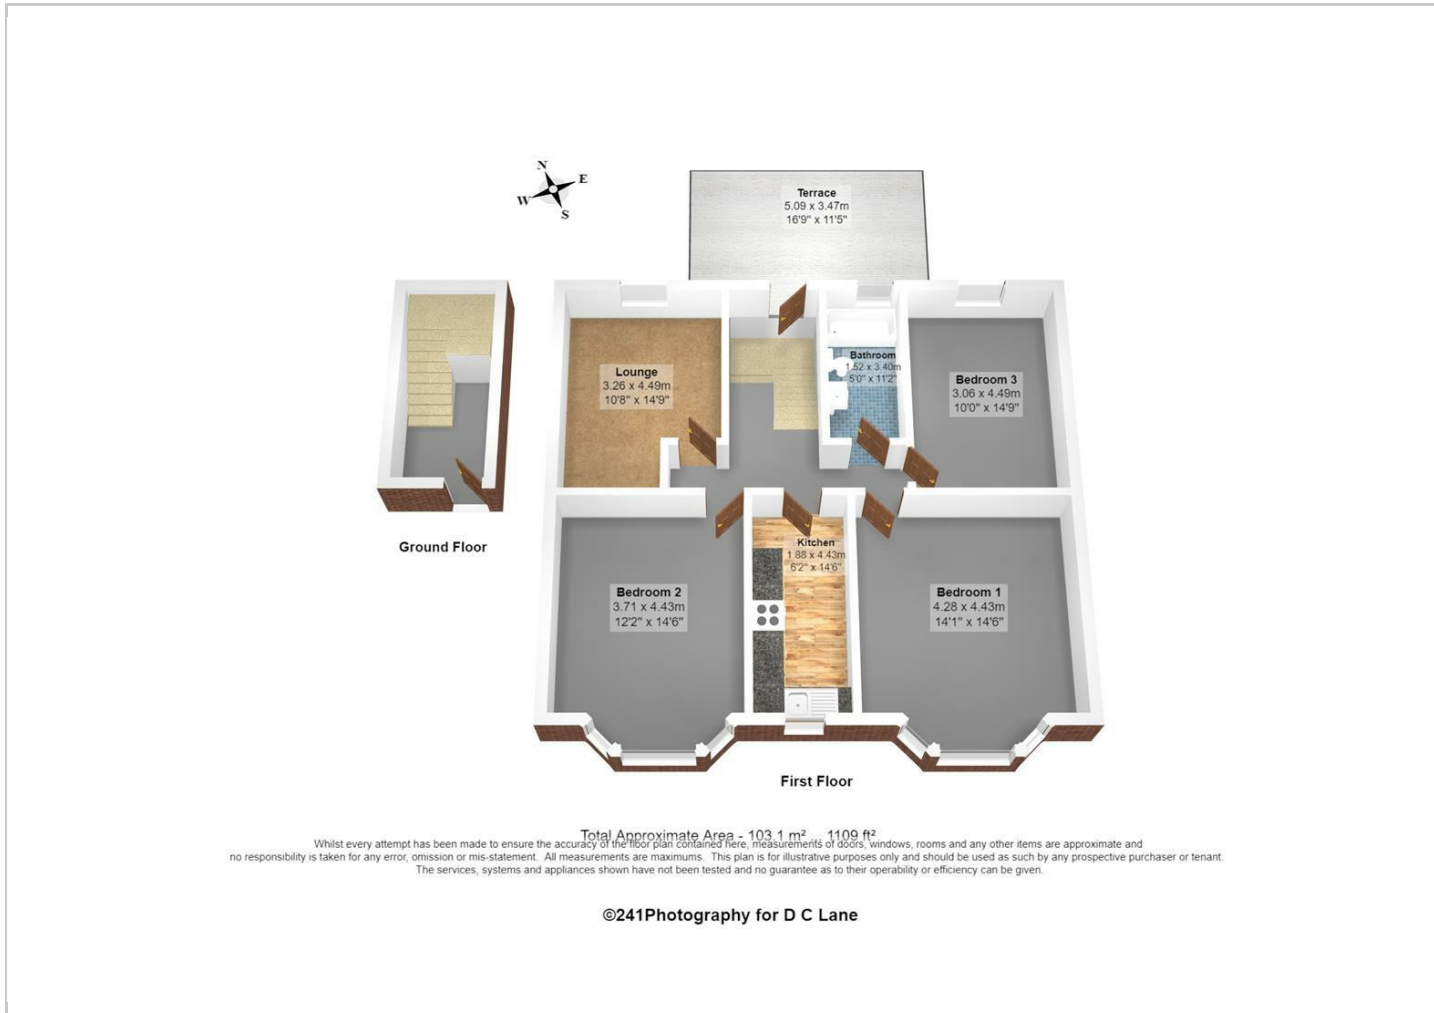 N
E
W
S
Terrace
5.09 x 3.47m
16'9" x 11'5"
Lounge
3.26 x 4.49m
10'8" x 14'9"
Bathroom
1.52 x 3.40m
5'0" x 11'2"
Bedroom 3
3.06 x 4.49m
10'0" x 14'9"
Ground Floor
Kitchen
1.88 x 4.43m
6'2" x 14'6"
Bedroom 2
3.71 x 4.43m
12'2" x 14'6"
Bedroom 1
4.28 x 4.43m
14'1" x 14'6"
First Floor
Total Approximate Area - 103.1 m² ... 1109 ft²
Whilst every attempt has been made to ensure the accuracy of the floor plan contained here, measurements of doors, windows, rooms and any other items are approximate and
no responsibility is taken for any error, omission or mis-statement. All measurements are maximums. This plan is for illustrative purposes only and should be used as such by any prospective purchaser or tenant.
The services, systems and appliances shown have not been tested and no guarantee as to their operability or efficiency can be given.
©241Photography for D C Lane